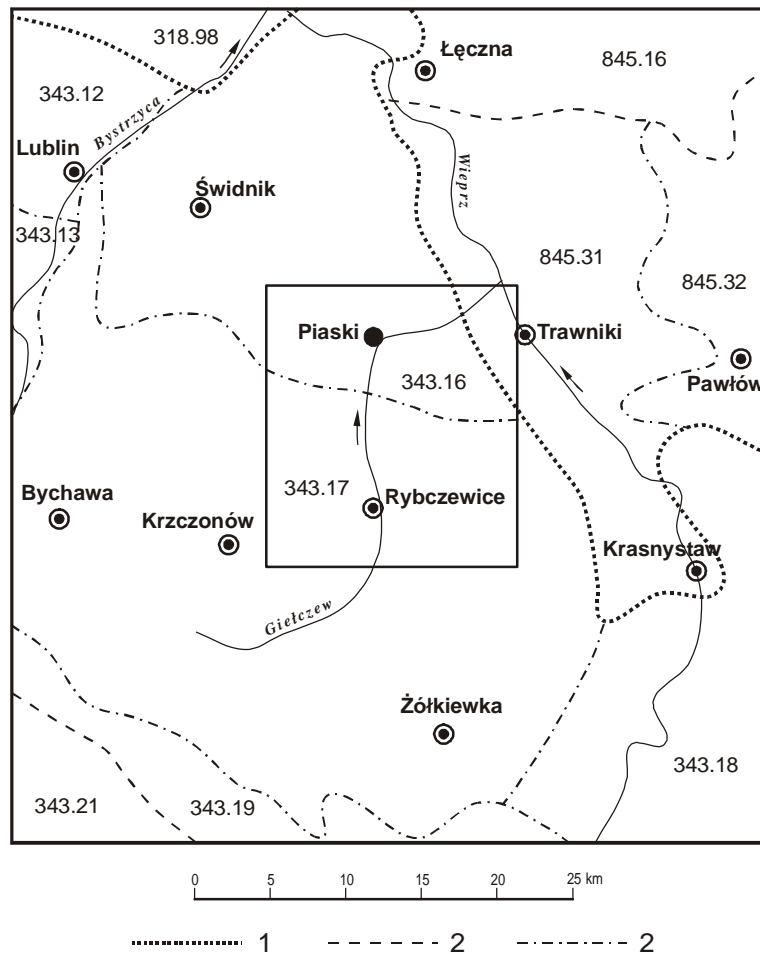 318.98
Łęczna
845.16
343.12
Bystrzyca
Lublin
Wieprz
Świdnik
343.13
845.31
845.32
Piaski
Trawniki
343.16
Pawłów
343.17
Bychawa
Rybczewice
Krzczonów
Krasnystaw
Giełczew
Żółkiewka
343.18
343.21
343.19
0 5 10 15 20 25 km
1 2 2